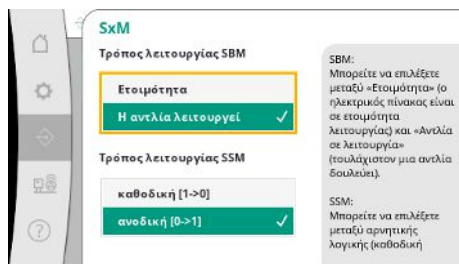 SxM
Τρόπος λειτουργίας SBM
Ετοιμότητα
Η αντλία λειτουργεί
Τρόπος λειτουργίας SSM
καθοδική [1->0]
ανοδική [0->1]
SBM:
Μπορείτε να επιλέξετε
μεταξύ «Ετοιμότητα» (ο
ηλεκτρικός πίνακας είναι
σε ετοιμότητα
λειτουργίας) και «Αντλία
σε λειτουργία»
(τουλάχιστον μια αντλία
δουλεύει).
SSM:
Μπορείτε να επιλέξετε
μεταξύ αρνητικής
λογικής (καθοδική